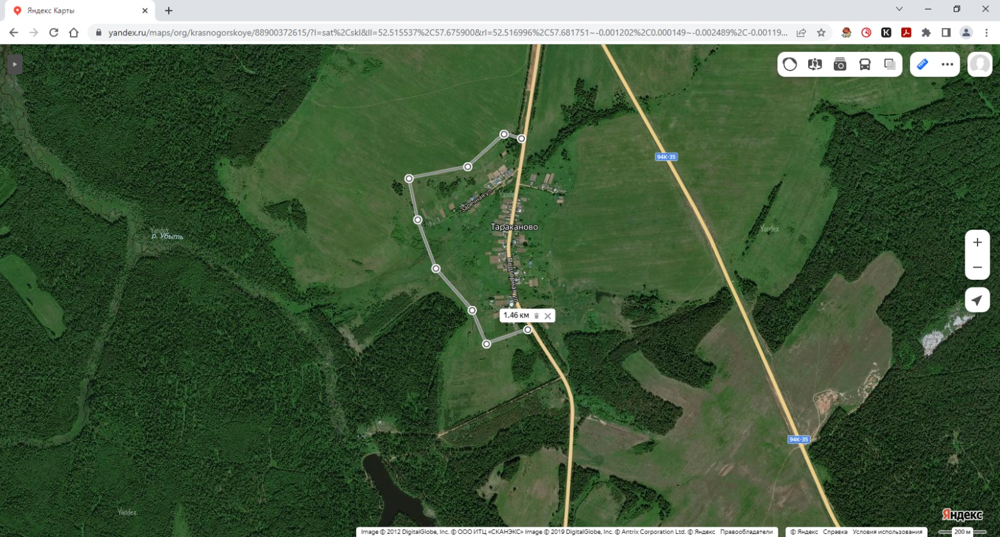 Яндекс Карты
yandex.ru/maps/org/krasnogorskoye/88900372615/?l=sat%2Cskl&ll=52.515537%2C57.675900&rl=52.516996%2C57.681751~-0.001202%2C0.000149~-0.002489%2C-0.00119...
94К-35
Заречная ул.
Yandex
Тараканово
Yandex
Yandex
р. Убыть
Подгорная ул.
1.46 км
94К-35
Yandex
Яндекс
Image © 2012 DigitalGlobe, Inc. © ООО ИТЦ «СКАНЭКС» Image © 2019 DigitalGlobe, Inc. © Antrix Corporation Ltd. © Яндекс Правообладатели
© Яндекс Справка Условия использования
200 м